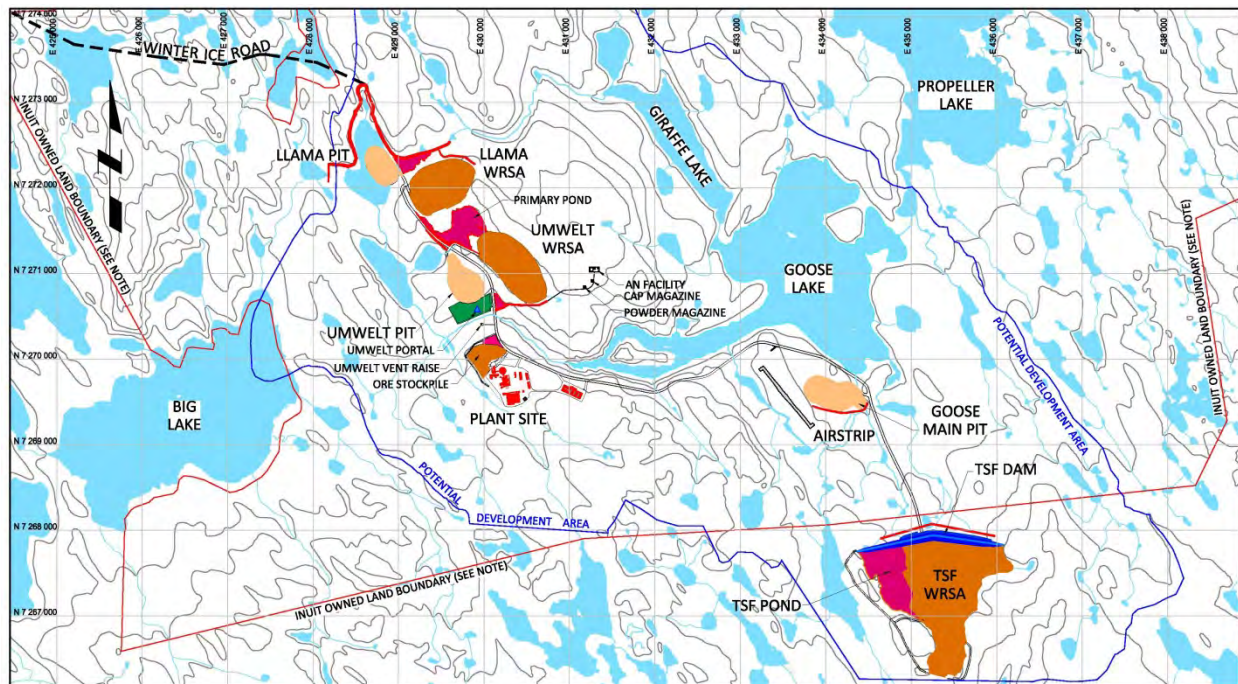 N 7 274 000
E 425 000
E 426 000
E 427 000
E 428 000
E 429 000
E 430 000
E 431 000
E 432 000
E 433 000
E 434 000
E 435 000
E 436 000
E 437 000
E 438 000
WINTER ICE ROAD
N 7 273 000
PROPELLER
LAKE
INUIT OWNED LAND BOUNDARY (SEE NOTE)
GIRAFFE LAKE
LLAMA PIT
LLAMA
WRSA
N 7 272 000
PRIMARY POND
UMWELT
WRSA
N 7 271 000
GOOSE
LAKE
AN FACILITY
CAP MAGAZINE
POWDER MAGAZINE
INUIT OWNED LAND BOUNDARY (SEE NOTE)
UMWELT PIT
UMWELT PORTAL
UMWELT VENT RAISE
ORE STOCKPILE
N 7 270 000
POTENTIAL DEVELOPMENT AREA
BIG
LAKE
PLANT SITE
AIRSTRIP
GOOSE
MAIN PIT
N 7 269 000
TSF DAM
POTENTIAL
DEVELOPMENT AREA
N 7 268 000
INUIT OWNED LAND BOUNDARY (SEE NOTE)
TSF
WRSA
TSF POND
N 7 267 000